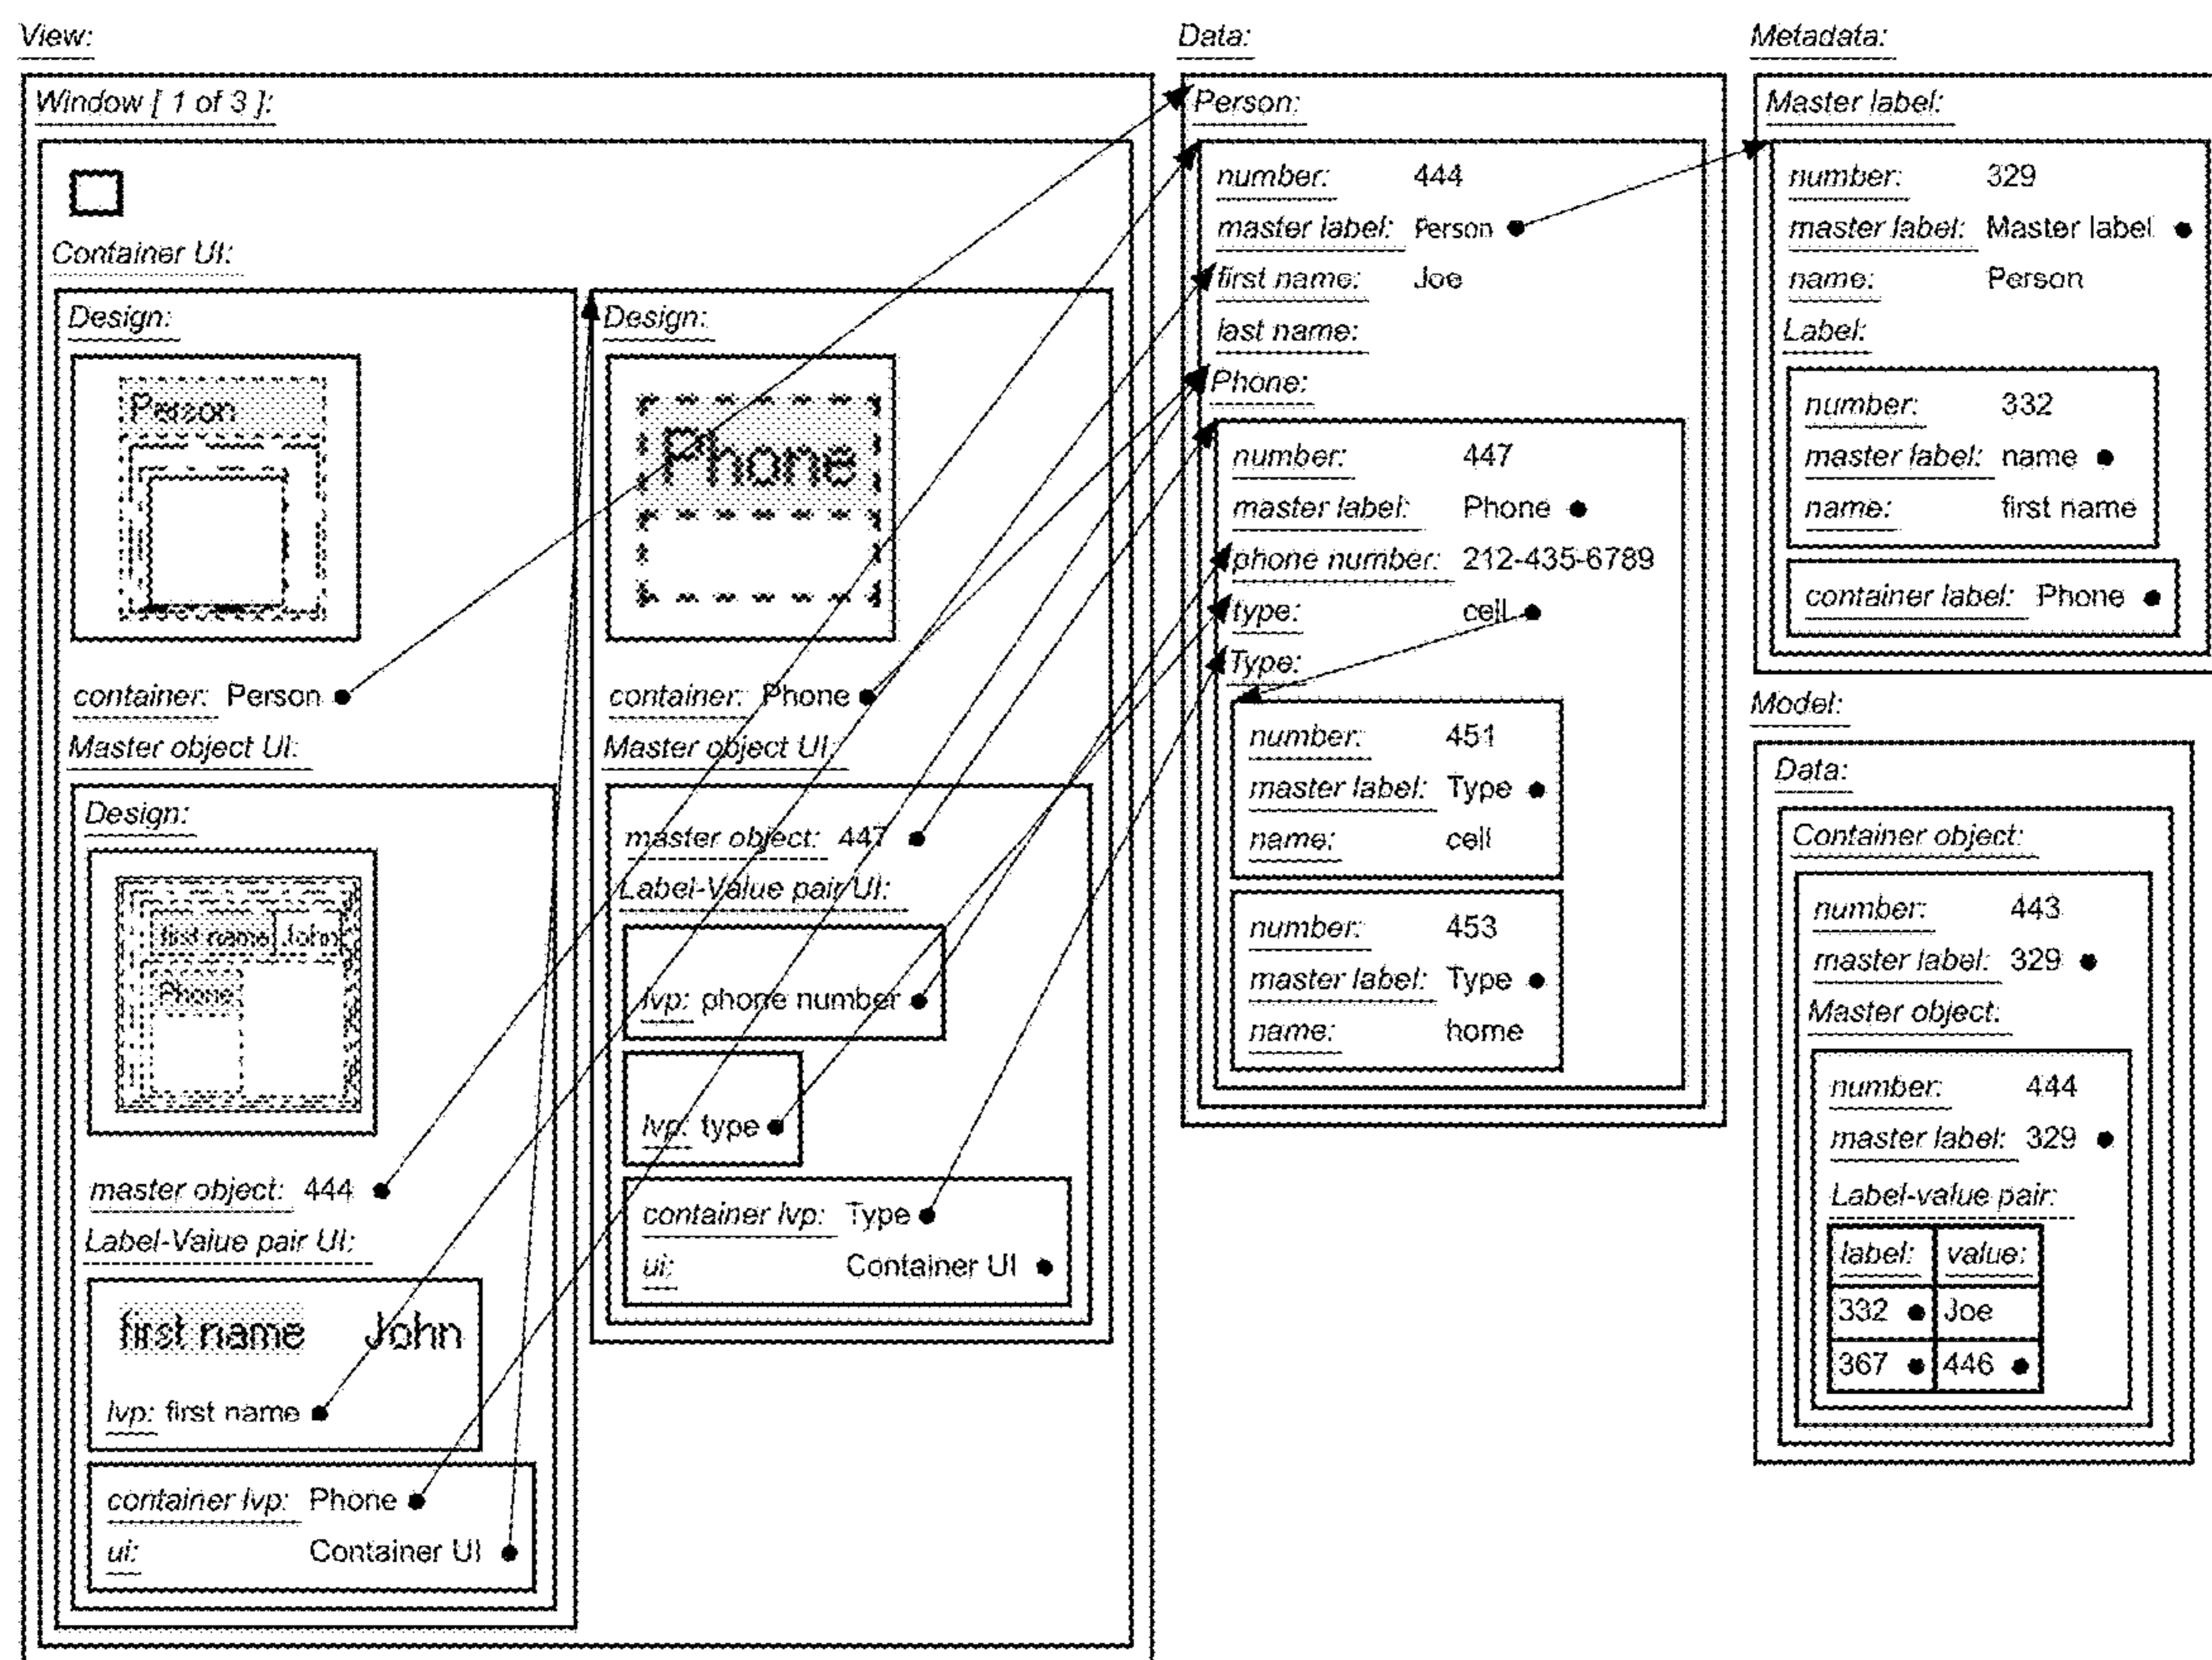 View:
Window [ 1 of 3 ]:
Container UI:
Design:
Person
container: Person
Master object UI:
Design:
first name John
Phone
master object: 444
Label-Value pair UI:
first name John
lvp: first name
container lvp: Phone
ui: Container UI
Design:
Phone
container: Phone
Master object UI:
master object: 447
Label-Value pair UI:
lvp: phone number
lvp: type
container lvp: Type
ui: Container UI
Data:
Person:
number: 444
master label: Person
first name: Joe
last name:
Phone:
number: 447
master label: Phone
phone number: 212-435-6789
type: cell
Type:
number: 451
master label: Type
name: cell
number: 453
master label: Type
name: home
Metadata:
Master label:
number: 329
master label: Master label
name: Person
Label:
number: 332
master label: name
name: first name
container label: Phone
Model:
Data:
Container object:
number: 443
master label: 329
Master object:
number: 444
master label: 329
Label-value pair:
label: value:
332 Joe
367 446